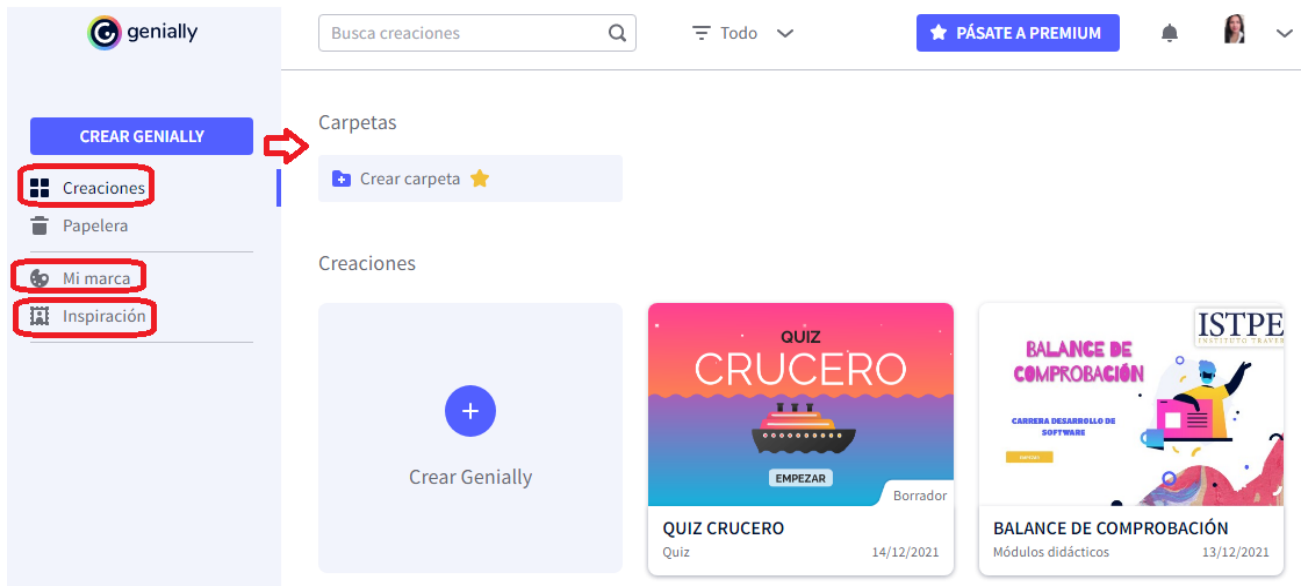 genially
Busca creaciones
Todo
PÁSATE A PREMIUM
CREAR GENIALLY
Creaciones
Papelera
Mi marca
Inspiración
Carpetas
Crear carpeta
Creaciones
Crear Genially
QUIZ
CRUCERO
EMPEZAR
Borrador
QUIZ CRUCERO
Quiz
14/12/2021
ISTPE
INSTITUTO TRAVE
BALANCE DE
COMPROBACIÓN
CARRERA DESARROLLO DE
SOFTWARE
BALANCE DE COMPROBACIÓN
Módulos didácticos
13/12/2021